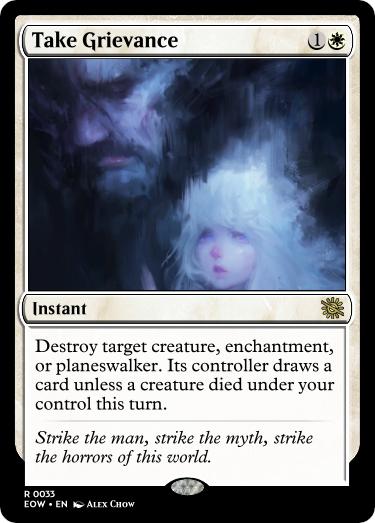 Take Grievance 1
Instant
Destroy target creature, enchantment,
or planeswalker. Its controller draws a
card unless a creature died under your
control this turn.
Strike the man, strike the myth, strike
the horrors of this world.
R 0033
EOW • EN Alex Chow